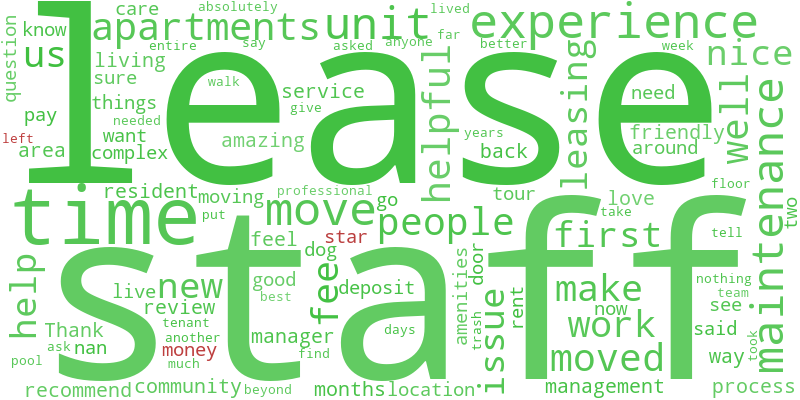 lease
staff
time
experience
apartments
unit
us
know
care
absolutely
lived
far
entire
say
asked
anyone
better
week
nice
question
living
sure
walk
service
give
need
things
needed
pay
want
left
area
complex
amazing
helpful
leasing
well
friendly
around
back
years
maintenance
resident
moving
professional
tour
love
floor
put
move
go
people
take
first
two
tell
feel
star
dog
door
amenities
help
live
new
good
best
fee
deposit
issue
rent
make
now
see
nothing
team
review
Thank
tenant
another
manager
days
trash
work
said
took
ask
nan
money
much
find
moved
way
pool
recommend
community
beyond
months
location
management
process